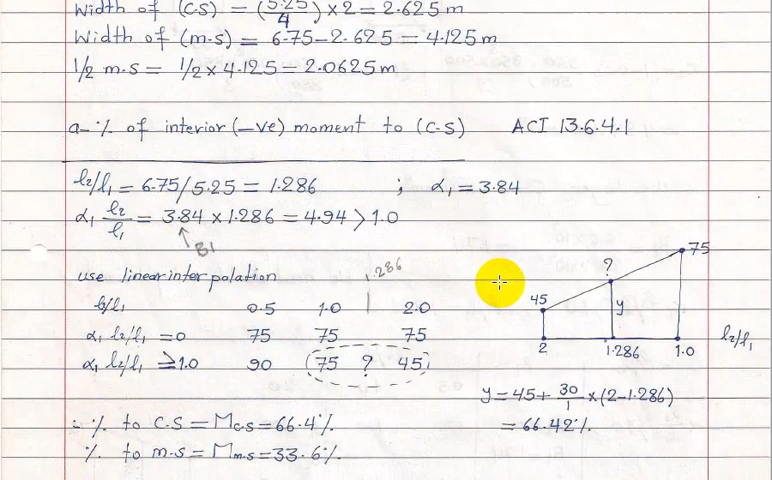 Width of (C-S) = (5.25/4) × 2 = 2.625 m
Width of (m-s) = 6.75-2.625 = 4.125 m
1/2 m.s = 1/2 × 4.125 = 2.0625 m
a-% of interior (-ve) moment to (C-S) ACI 13.6.4.1
l2/l1 = 6.75/5.25 = 1.286 ; α1 = 3.84
α1 l2/l1 = 3.84 × 1.286 = 4.94 > 1.0
B1
use linear interpolation 1.286
l2/l1 0.5 1.0 2.0
α1 l2/l1 = 0 75 75 75
α1 l2/l1 ≥ 1.0 90 (75 ? 45)
75
?
45
y
2 1.286 1.0 l2/l1
y = 45 + 30/1 × (2-1.286)
= 66.42%
∴ % to C.S = Mc.s = 66.4%
% to m-s = Mm.s = 33.6%